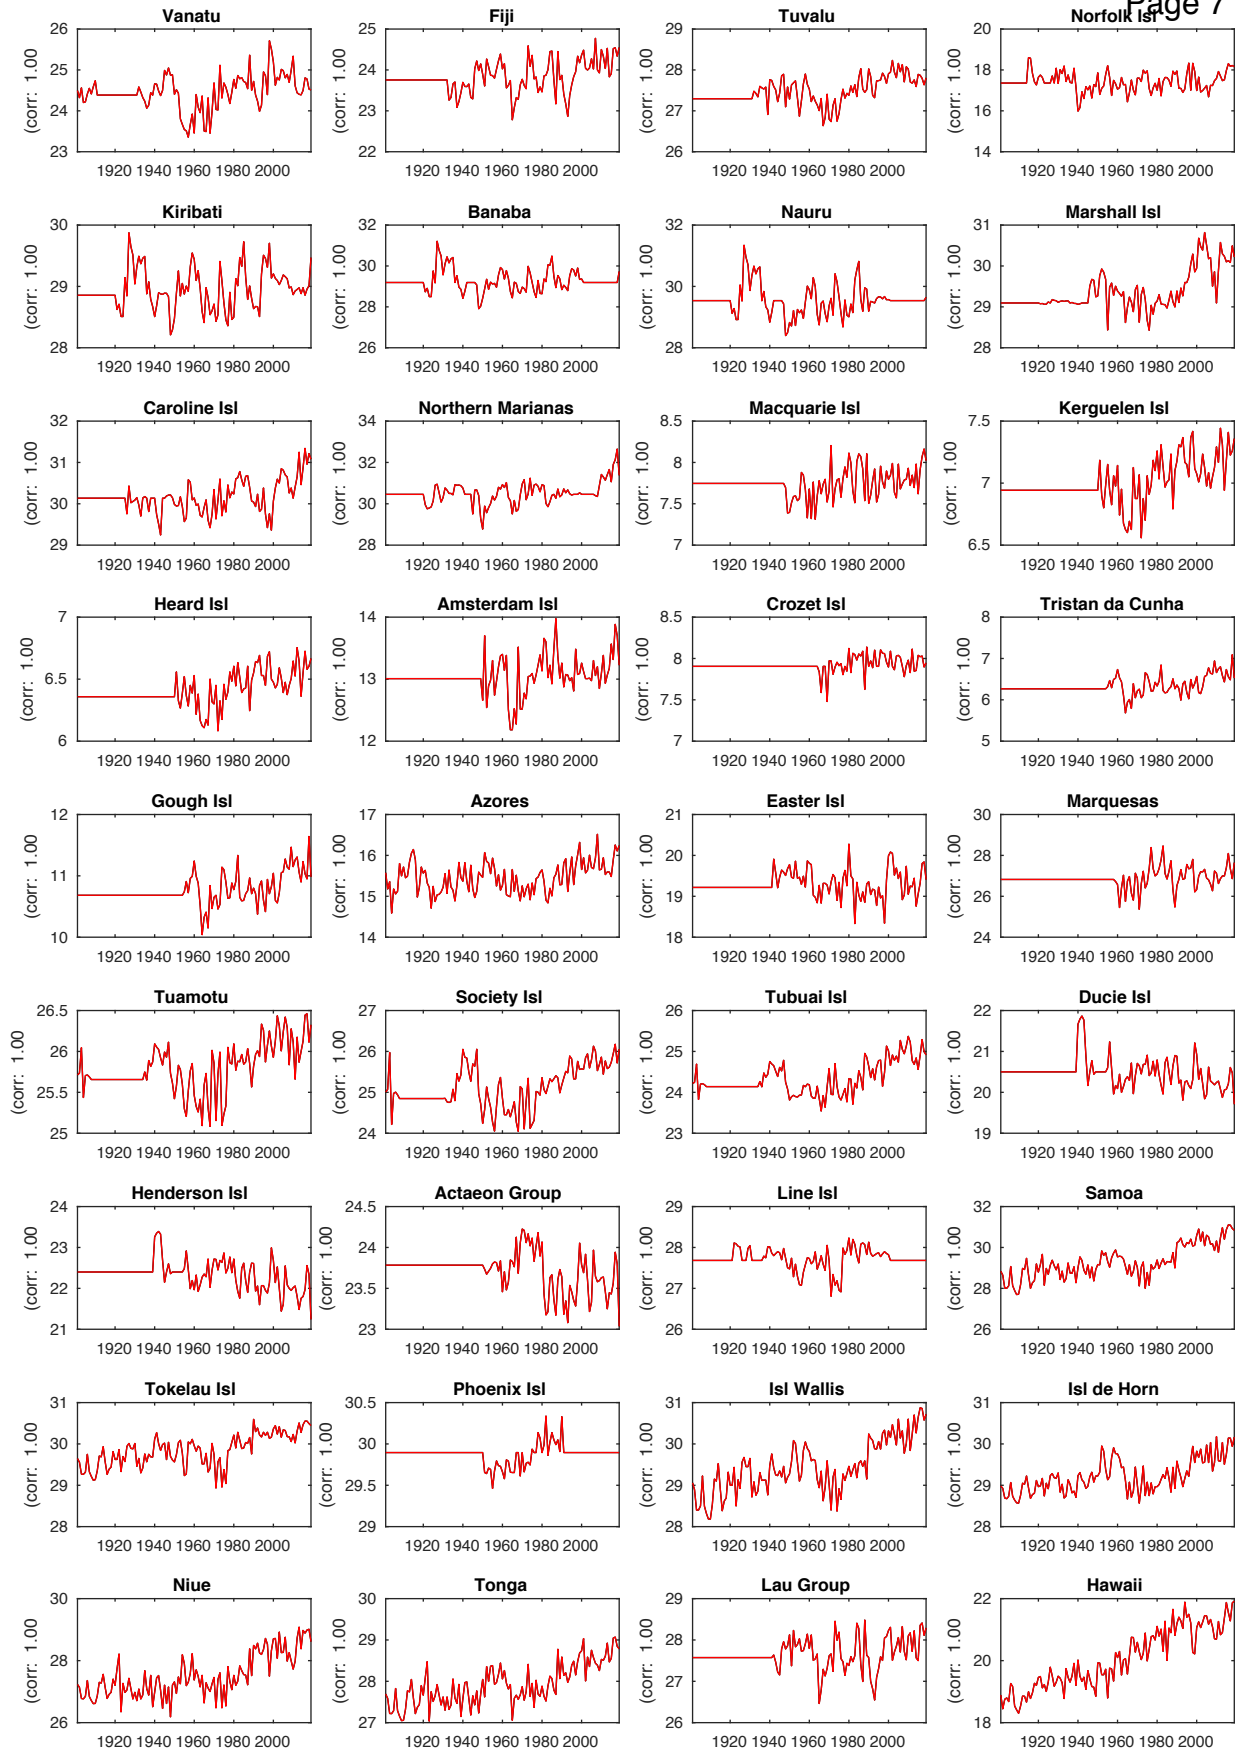 Page 7
Vanatu Fiji Tuvalu Norfolk Isl
26 25 29 20
25 24 28 18
24 23 27 16
23 22 26 14
(corr: 1.00 (corr: 1.00 (corr: 1.00 (corr: 1.00
1920 1940 1960 1980 2000 1920 1940 1960 1980 2000 1920 1940 1960 1980 2000 1920 1940 1960 1980 2000
Kiribati Banaba Nauru Marshall Isl
30 32 32 31
29 30 30 30
28 28 28 29
26 28
(corr: 1.00 (corr: 1.00 (corr: 1.00 (corr: 1.00
1920 1940 1960 1980 2000 1920 1940 1960 1980 2000 1920 1940 1960 1980 2000 1920 1940 1960 1980 2000
Caroline Isl Northern Marianas Macquarie Isl Kerguelen Isl
32 34 8.5 7.5
31 32 8 7
30 30 7.5 6.5
29 28 7
(corr: 1.00 (corr: 1.00 (corr: 1.00 (corr: 1.00
1920 1940 1960 1980 2000 1920 1940 1960 1980 2000 1920 1940 1960 1980 2000 1920 1940 1960 1980 2000
Heard Isl Amsterdam Isl Crozet Isl Tristan da Cunha
7 14 8.5 8
6.5 13 8 7
6 12 7.5 6
7 5
(corr: 1.00 (corr: 1.00 (corr: 1.00 (corr: 1.00
1920 1940 1960 1980 2000 1920 1940 1960 1980 2000 1920 1940 1960 1980 2000 1920 1940 1960 1980 2000
Gough Isl Azores Easter Isl Marquesas
12 17 21 30
11 16 20 28
10 15 19 26
14 18 24
(corr: 1.00 (corr: 1.00 (corr: 1.00 (corr: 1.00
1920 1940 1960 1980 2000 1920 1940 1960 1980 2000 1920 1940 1960 1980 2000 1920 1940 1960 1980 2000
Tuamotu Society Isl Tubuai Isl Ducie Isl
26.5 27 26 22
26 26 25 21
25.5 25 24 20
25 24 23 19
(corr: 1.00 (corr: 1.00 (corr: 1.00 (corr: 1.00
1920 1940 1960 1980 2000 1920 1940 1960 1980 2000 1920 1940 1960 1980 2000 1920 1940 1960 1980 2000
Henderson Isl Actaeon Group Line Isl Samoa
24 24.5 29 32
23 24 28 30
22 23.5 27 28
21 23 26 26
(corr: 1.00 (corr: 1.00 (corr: 1.00 (corr: 1.00
1920 1940 1960 1980 2000 1920 1940 1960 1980 2000 1920 1940 1960 1980 2000 1920 1940 1960 1980 2000
Tokelau Isl Phoenix Isl Isl Wallis Isl de Horn
31 30.5 31 31
30 30 30 30
29 29.5 29 29
28 29 28 28
(corr: 1.00 (corr: 1.00 (corr: 1.00 (corr: 1.00
1920 1940 1960 1980 2000 1920 1940 1960 1980 2000 1920 1940 1960 1980 2000 1920 1940 1960 1980 2000
Niue Tonga Lau Group Hawaii
30 30 29 22
28 29 28 20
26 28 27 18
27 26
(corr: 1.00 (corr: 1.00 (corr: 1.00 (corr: 1.00
1920 1940 1960 1980 2000 1920 1940 1960 1980 2000 1920 1940 1960 1980 2000 1920 1940 1960 1980 2000